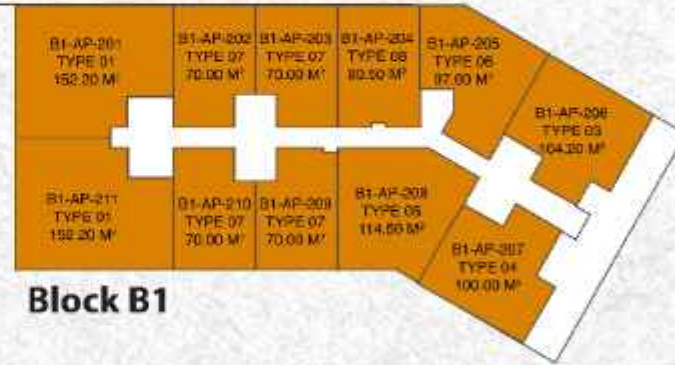 B1-AP-201
TYPE 01
152.20 M²
B1-AP-202
TYPE 07
70.00 M²
B1-AP-203
TYPE 07
70.00 M²
B1-AP-204
TYPE 08
80.50 M²
B1-AP-205
TYPE 06
97.60 M²
B1-AP-206
TYPE 03
104.20 M²
B1-AP-211
TYPE 01
152.20 M²
B1-AP-210
TYPE 07
70.00 M²
B1-AP-209
TYPE 07
70.00 M²
B1-AP-208
TYPE 05
114.60 M²
B1-AP-207
TYPE 04
100.00 M²
Block B1